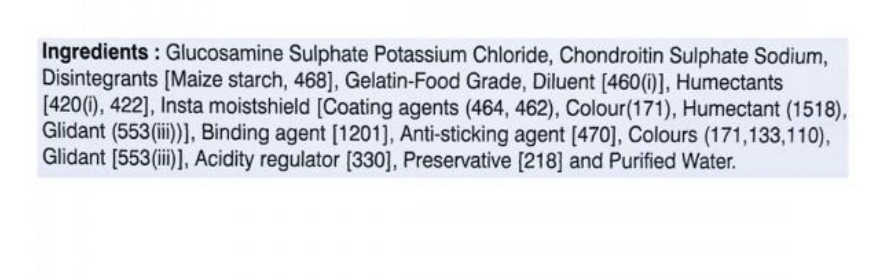 Ingredients : Glucosamine Sulphate Potassium Chloride, Chondroitin Sulphate Sodium,
Disintegrants [Maize starch, 468], Gelatin-Food Grade, Diluent [460(i)], Humectants
[420(i), 422], Insta moistshield [Coating agents (464, 462), Colour(171), Humectant (1518),
Glidant (553(iii))], Binding agent [1201], Anti-sticking agent [470], Colours (171,133,110),
Glidant [553(iii)], Acidity regulator [330], Preservative [218] and Purified Water.